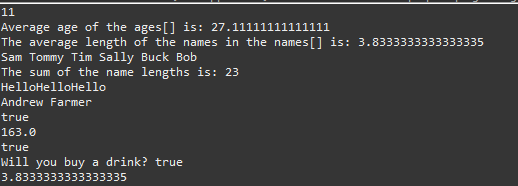 11
Average age of the ages[] is: 27.11111111111111
The average length of the names in the names[] is: 3.8333333333333335
Sam Tommy Tim Sally Buck Bob
The sum of the name lengths is: 23
HelloHelloHello
Andrew Farmer
true
163.0
true
Will you buy a drink? true
3.8333333333333335